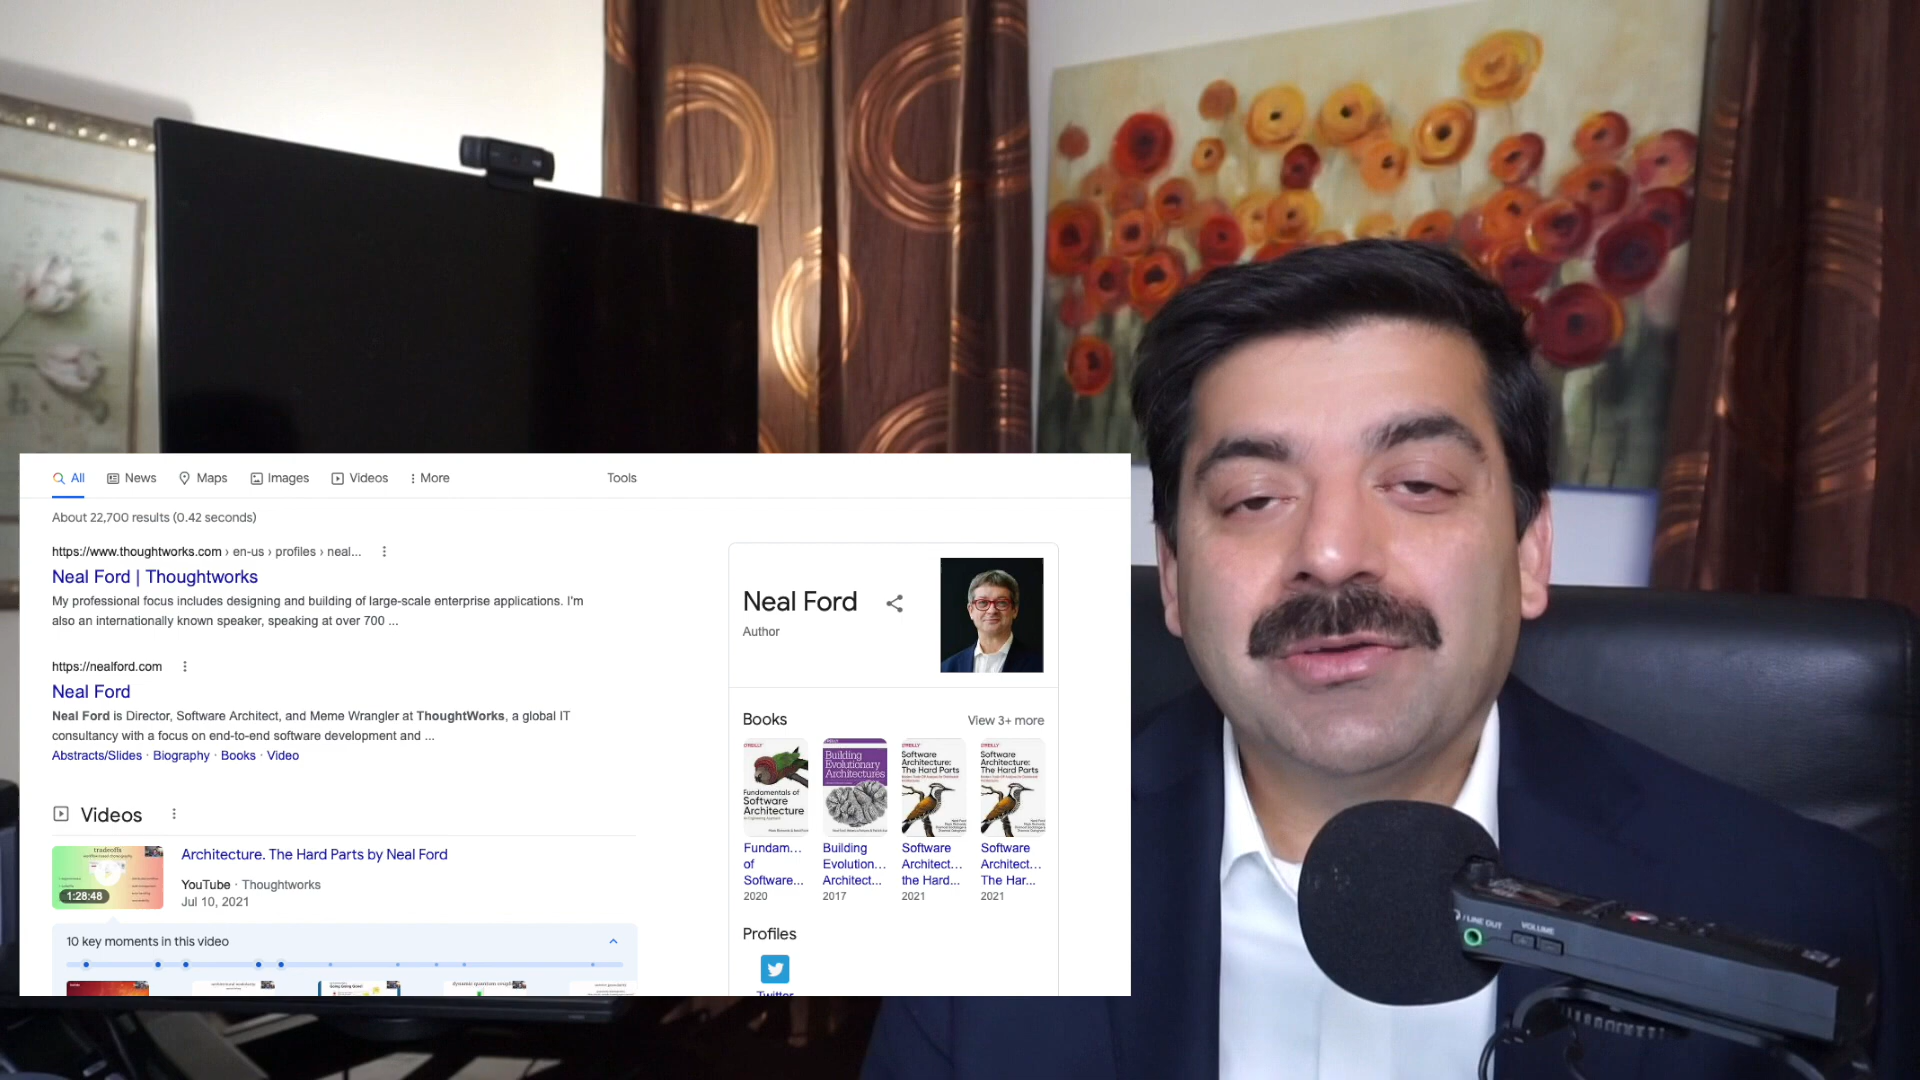 All
News
Maps
Images
Videos
More
Tools
About 22,700 results (0.42 seconds)
https://www.thoughtworks.com › en-us › profiles › neal...
Neal Ford | Thoughtworks
My professional focus includes designing and building of large-scale enterprise applications. I'm
also an internationally known speaker, speaking at over 700 ...
https://nealford.com
Neal Ford
Neal Ford is Director, Software Architect, and Meme Wrangler at ThoughtWorks, a global IT
consultancy with a focus on end-to-end software development and ...
Abstracts/Slides · Biography · Books · Video
Videos
tradeoffs
1:28:48
Architecture. The Hard Parts by Neal Ford
YouTube · Thoughtworks
Jul 10, 2021
10 key moments in this video
Neal Ford
Author
Books
View 3+ more
Fundamentals of
Software
Architecture
Building
Evolutionary
Architectures
Software
Architecture:
The Hard Parts
Software
Architecture:
The Hard Parts
Fundam...
of
Software...
2020
Building
Evolution...
Architect...
2017
Software
Architect...
the Hard...
2021
Software
Architect...
The Har...
2021
Profiles
Twitter
/ LINE OUT
VOLUME